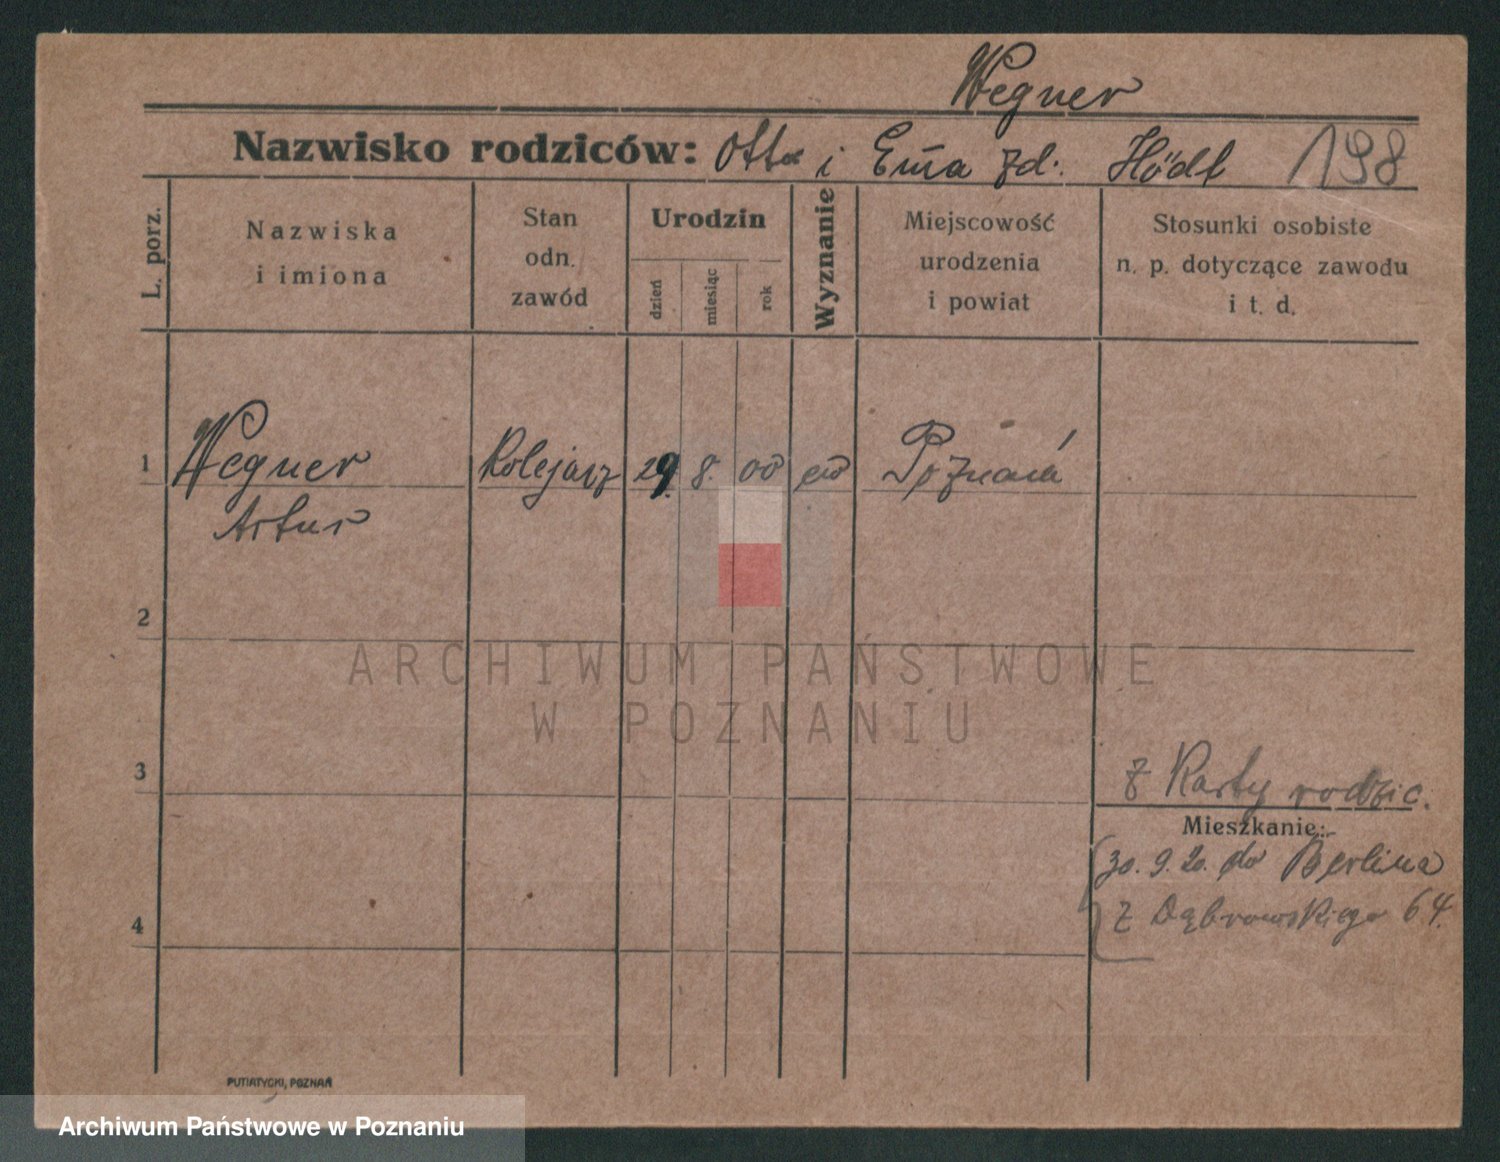 Wegner
Nazwisko rodziców: Otto i Em̄a zd. Hödt 198
L. porz.
Nazwiska
i imiona
Stan
odn.
zawód
Urodzin
dzień
miesiąc
rok
Wyznanie
Miejscowość
urodzenia
i powiat
Stosunki osobiste
n. p. dotyczące zawodu
i t. d.
1 Wegner Kolejarz 29. 8. 00 ew Poznań
Artur
2
ARCHIWUM PAŃSTWOWE
W POZNANIU
3
z Karty rodzic.
Mieszkanie:
30. 9. 20. do Berlina
4
z Dąbrowskiego 64.
PUTIATYCKI, POZNAŃ
Archiwum Państwowe w Poznaniu